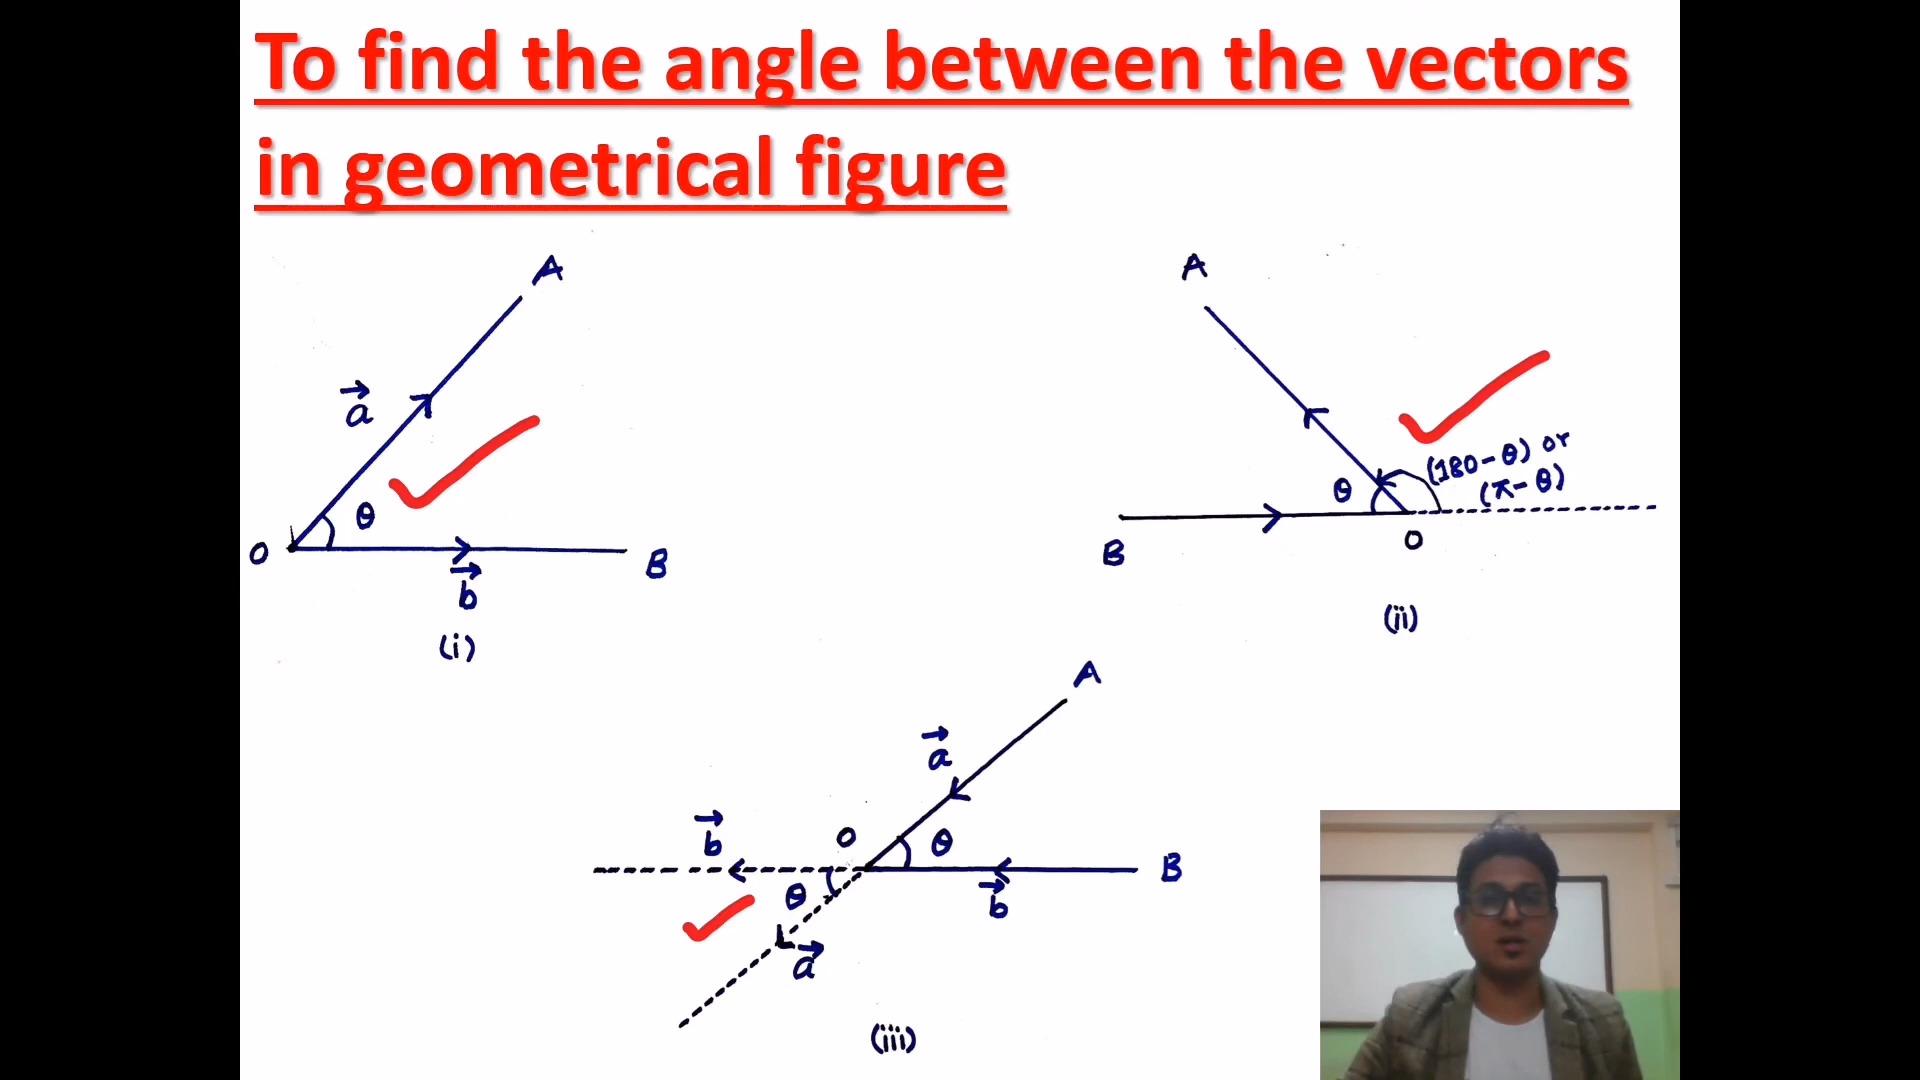 To find the angle between the vectors
in geometrical figure
A
a
θ
O
B
b
(i)
A
(180-θ) or
(π-θ)
θ
B
O
(ii)
A
a
b
O
θ
B
θ
b
a
(iii)